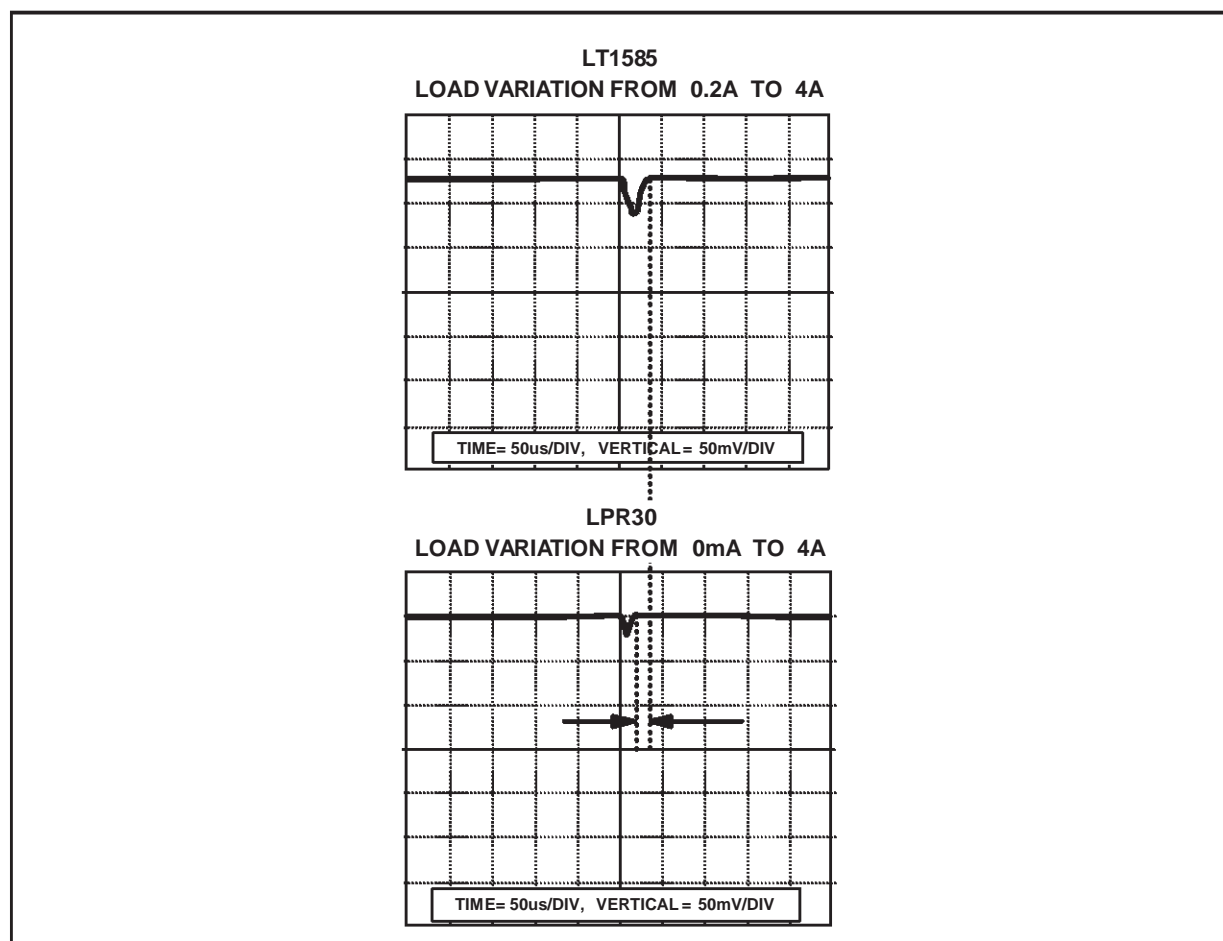 LT1585
LOAD VARIATION FROM 0.2A TO 4A
TIME= 50us/DIV, VERTICAL= 50mV/DIV
LPR30
LOAD VARIATION FROM 0mA TO 4A
TIME= 50us/DIV, VERTICAL= 50mV/DIV